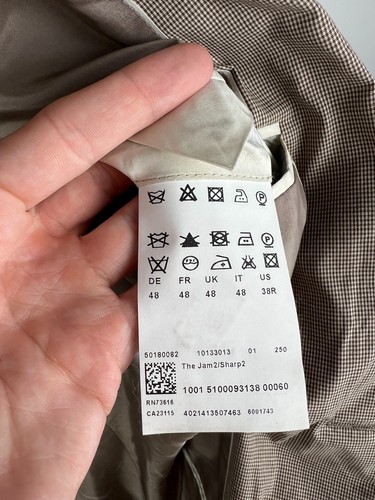 DE FR UK IT US
48 48 48 48 38R
50180082 10133013 01 250
The Jam2/Sharp2
1001 5100093138 00060
RN73616
CA23115 4021413507463 6001743